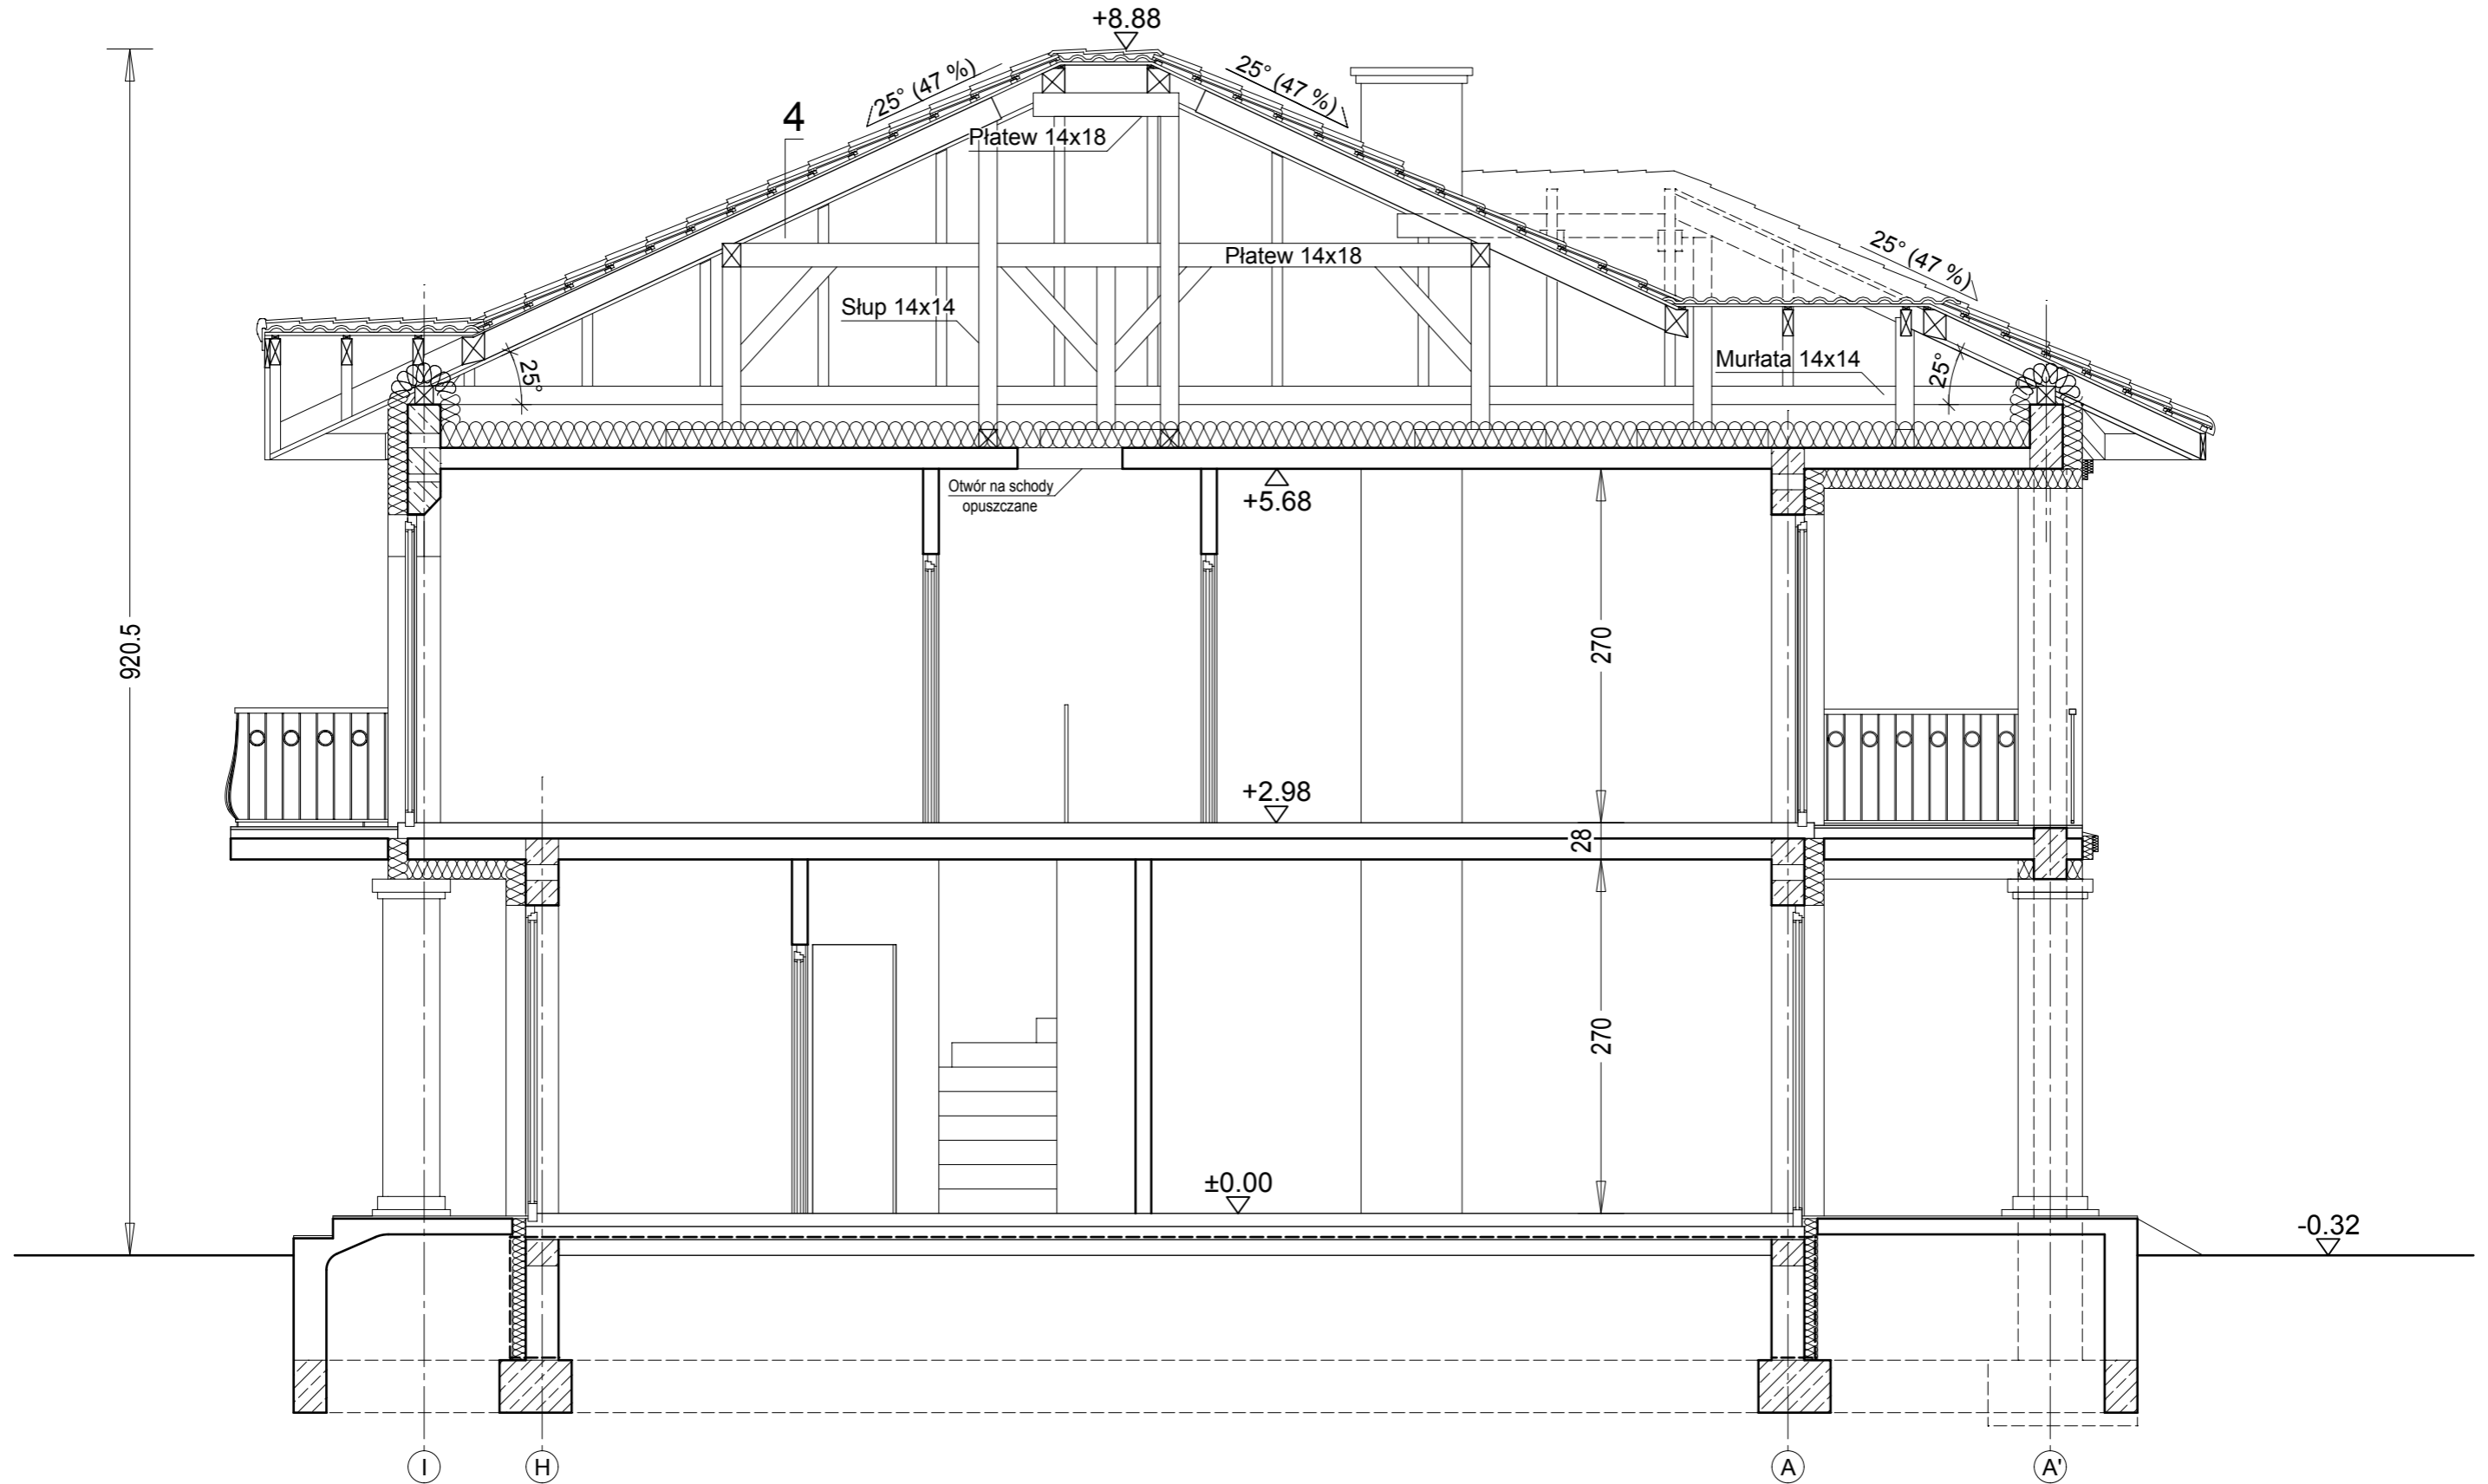 +8.88
25° (47 %)
25° (47 %)
4
Płatew 14x18
25° (47 %)
Płatew 14x18
Słup 14x14
25°
Murłata 14x14
25°
Otwór na schody
opuszczane
+5.68
920.5
270
+2.98
28
270
±0.00
-0.32
I
H
A
A'